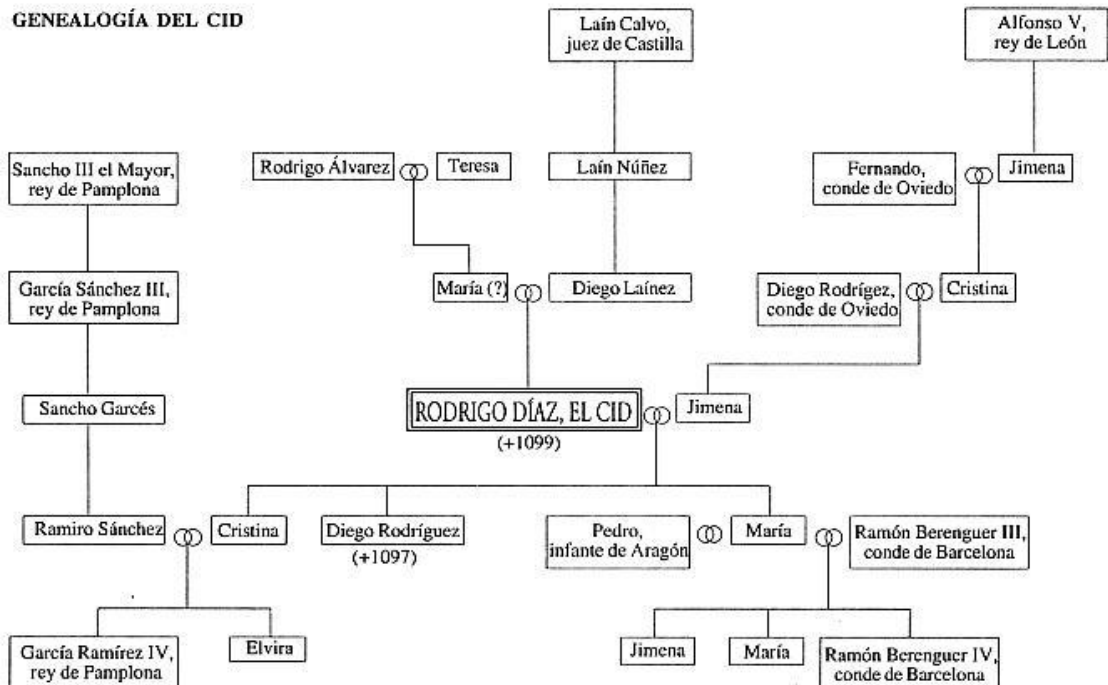 GENEALOGÍA DEL CID
Laín Calvo,
juez de Castilla
Alfonso V,
rey de León
Sancho III el Mayor,
rey de Pamplona
Rodrigo Álvarez
Teresa
Laín Núñez
Fernando,
conde de Oviedo
Jimena
García Sánchez III,
rey de Pamplona
María (?)
Diego Laínez
Diego Rodrígez,
conde de Oviedo
Cristina
Sancho Garcés
RODRIGO DÍAZ, EL CID
(+1099)
Jimena
Ramiro Sánchez
Cristina
Diego Rodríguez
(+1097)
Pedro,
infante de Aragón
María
Ramón Berenguer III,
conde de Barcelona
García Ramírez IV,
rey de Pamplona
Elvira
Jimena
María
Ramón Berenguer IV,
conde de Barcelona